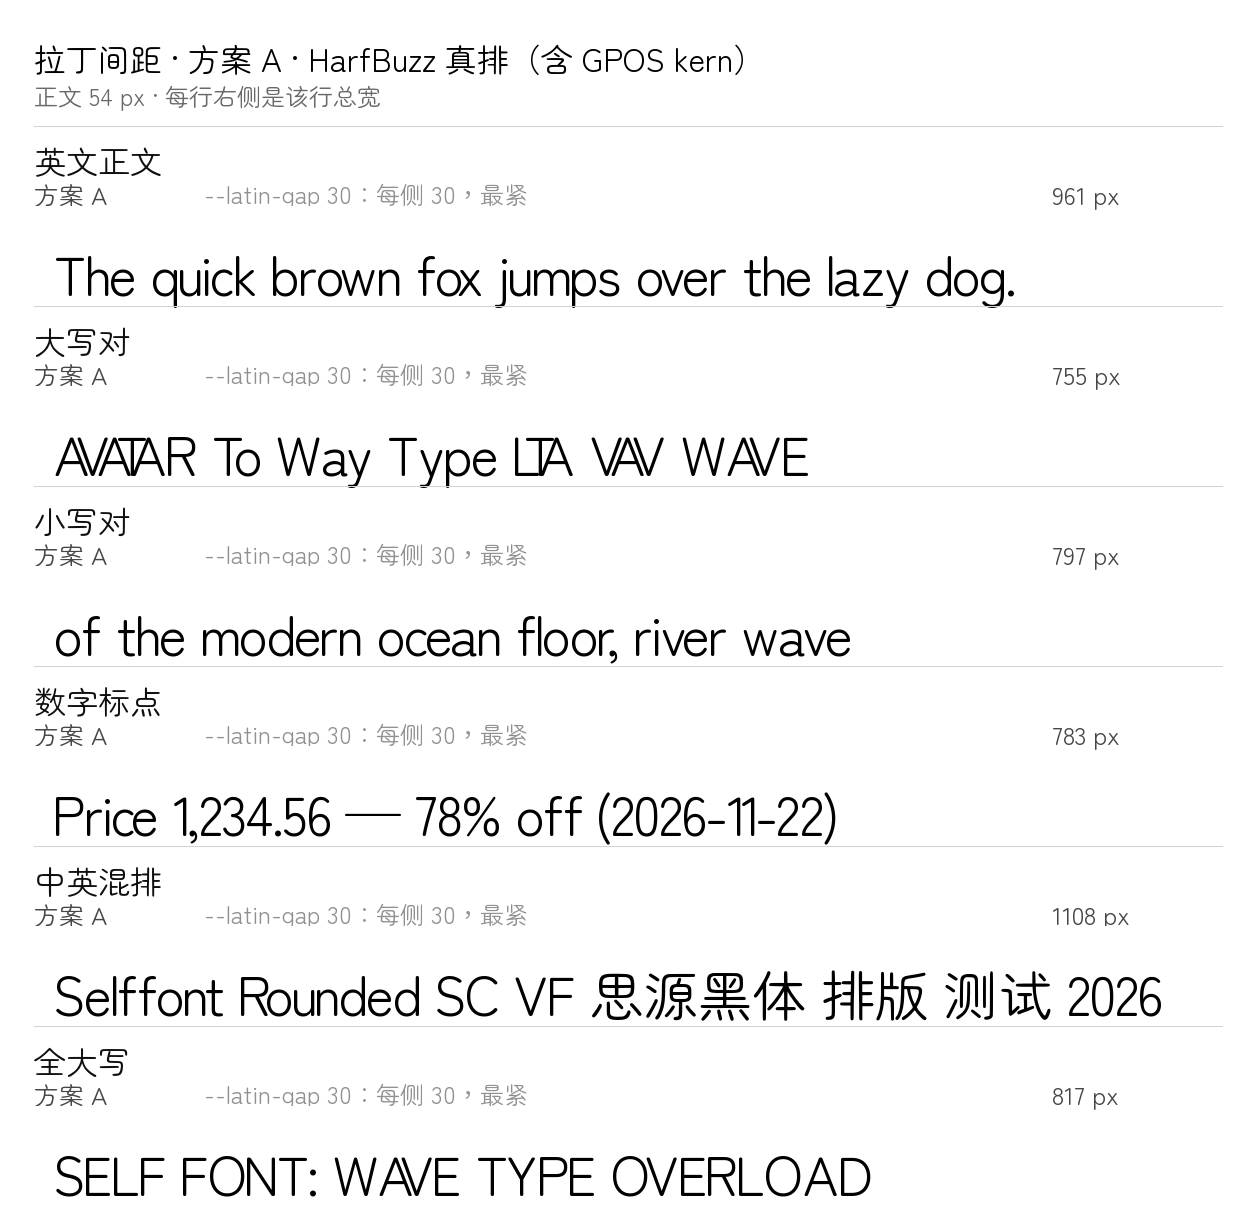 拉丁间距 · 方案 A · HarfBuzz 真排（含 GPOS kern）
正文 54 px · 每行右侧是该行总宽
英文正文
方案 A --latin-gap 30：每侧 30，最紧 961 px
The quick brown fox jumps over the lazy dog.
大写对
方案 A --latin-gap 30：每侧 30，最紧 755 px
AVATAR To Way Type LTA VAV WAVE
小写对
方案 A --latin-gap 30：每侧 30，最紧 797 px
of the modern ocean floor, river wave
数字标点
方案 A --latin-gap 30：每侧 30，最紧 783 px
Price 1,234.56 — 78% off (2026-11-22)
中英混排
方案 A --latin-gap 30：每侧 30，最紧 1108 px
Selffont Rounded SC VF 思源黑体 排版 测试 2026
全大写
方案 A --latin-gap 30：每侧 30，最紧 817 px
SELF FONT: WAVE TYPE OVERLOAD